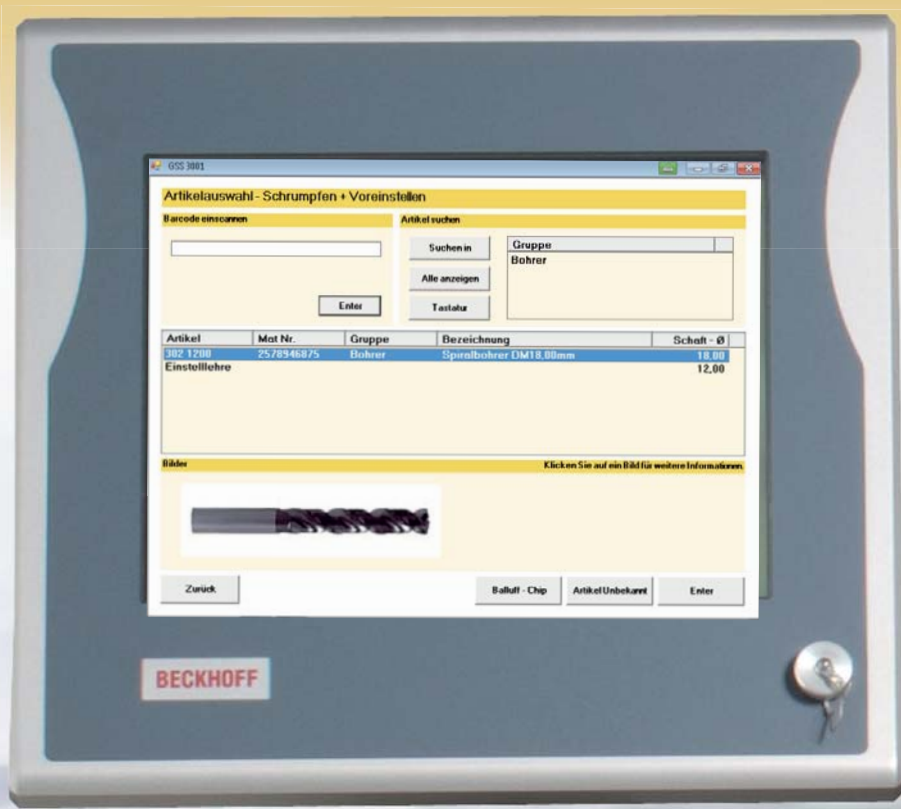 GSS 3001
Artikelauswahl - Schrumpfen + Voreinstellen
Barcode einscannen
Artikel suchen
Suchen in
Gruppe
Bohrer
Alle anzeigen
Enter
Tastatur
Artikel Mat Nr. Gruppe Bezeichnung Schaft - Ø
302 1200 2578946875 Bohrer Spiralbohrer DM18,00mm 18,00
Einstelllehre 12,00
Bilder Klicken Sie auf ein Bild für weitere Informationen.
Zurück Balluff - Chip Artikel Unbekannt Enter
BECKHOFF